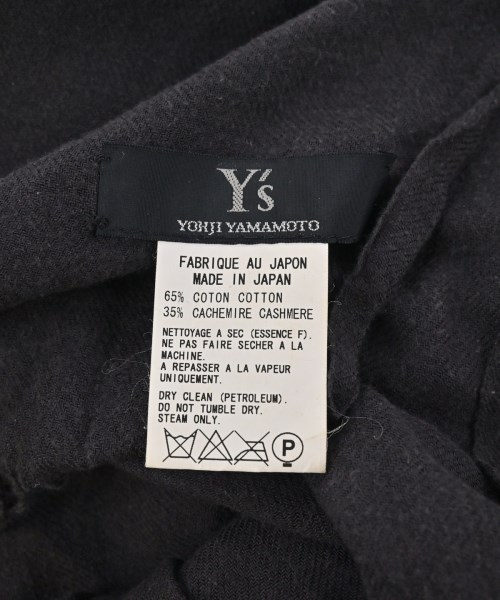 Y's
YOHJI YAMAMOTO
FABRIQUE AU JAPON
MADE IN JAPAN
65% COTON COTTON
35% CACHEMIRE CASHMERE
NETTOYAGE A SEC (ESSENCE F).
NE PAS FAIRE SECHER A LA
MACHINE.
A REPASSER A LA VAPEUR
UNIQUEMENT.
DRY CLEAN (PETROLEUM).
DO NOT TUMBLE DRY.
STEAM ONLY.
P